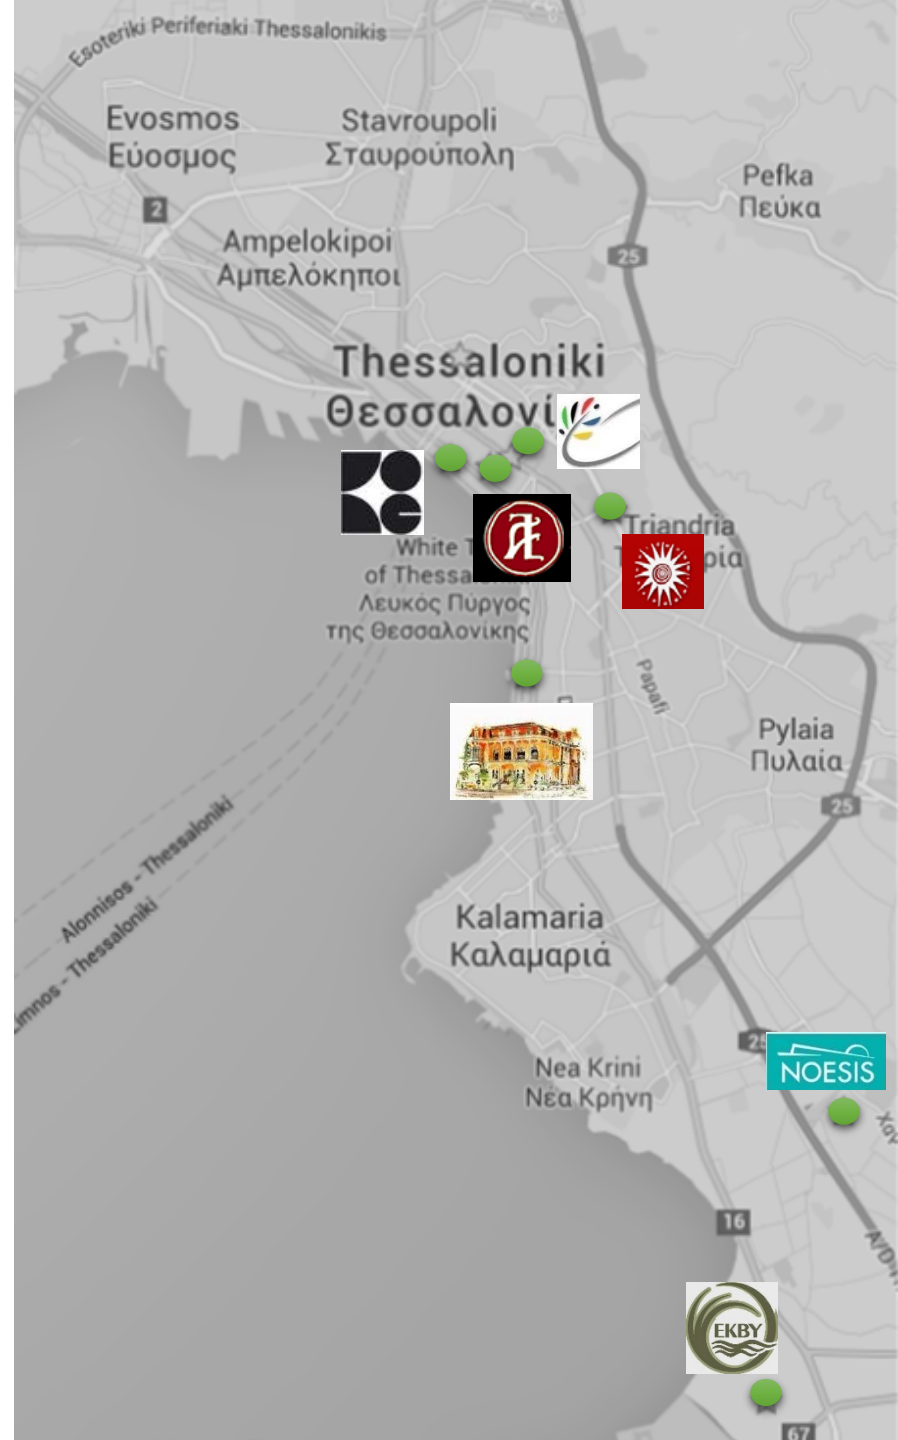 Esoteriki Periferiaki Thessalonikis
Evosmos
Εύοσμος
Stavroupoli
Σταυρούπολη
Pefka
Πεύκα
2
Ampelokipoi
Αμπελόκηποι
25
Thessaloniki
Θεσσαλονί
Triandria
ρία
White T
of Thessa
Λευκός Πύργος
της Θεσσαλονίκης
Papafi
Pylaia
Πυλαία
25
Alonnisos - Thessaloniki
Limnos - Thessaloniki
Kalamaria
Καλαμαριά
25
NOESIS
Nea Krini
Νέα Κρήνη
Χαν
16
A/D
EKBY
67